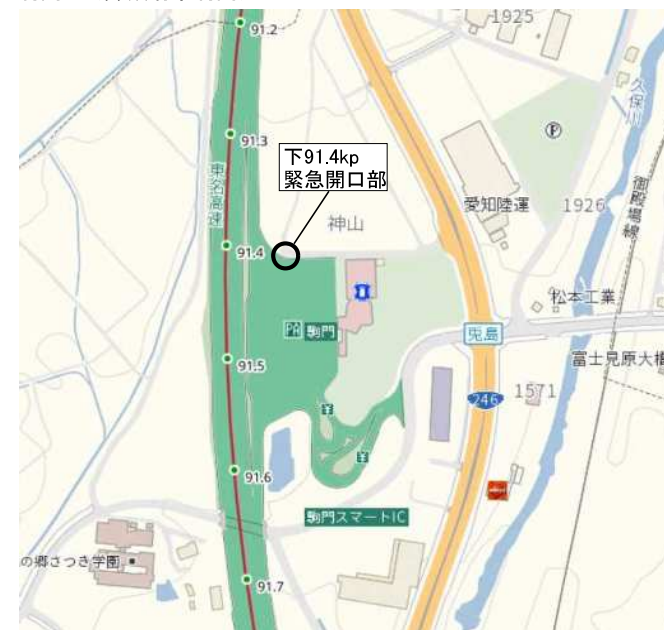 1925
91.2
久保川
91.3
下91.4kp
緊急開口部
東名高速
御殿場線
愛知陸運
1926
神山
91.4
松本工業
PA 駒門
兎島
91.5
富士見原大橋
1571
246
91.6
駒門スマートIC
の郷さつき学園
91.7